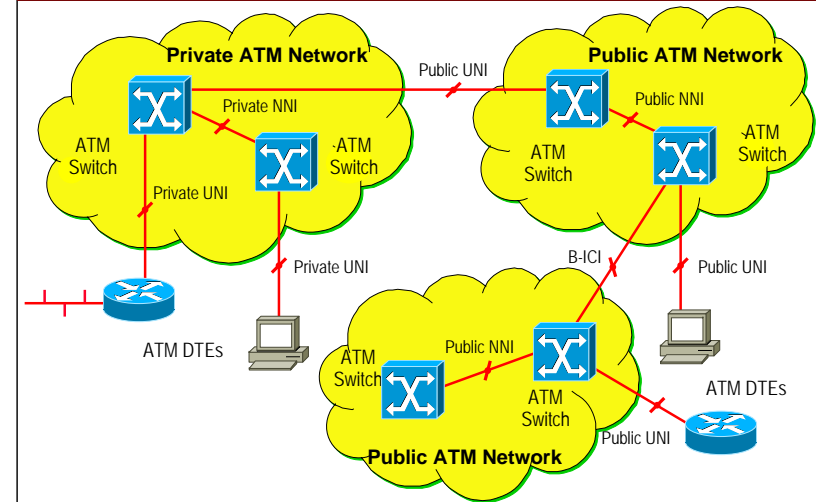 Private ATM Network
Public UNI
Public ATM Network
Private NNI
Public NNI
ATM
Switch
ATM
Switch
ATM
Switch
ATM
Switch
Private UNI
Private UNI
B-ICI
Public UNI
ATM DTEs
ATM
Switch
Public NNI
ATM
Switch
ATM DTEs
Public UNI
Public ATM Network